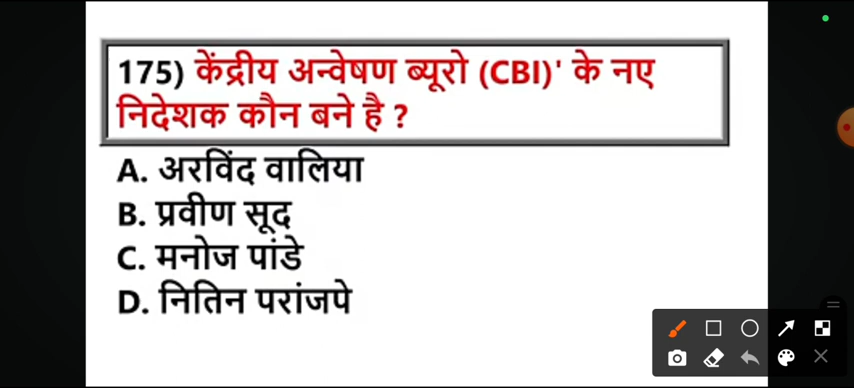 175) केंद्रीय अन्वेषण ब्यूरो (CBI)' के नए
निदेशक कौन बने है ?
A. अरविंद वालिया
B. प्रवीण सूद
C. मनोज पांडे
D. नितिन परांजपे